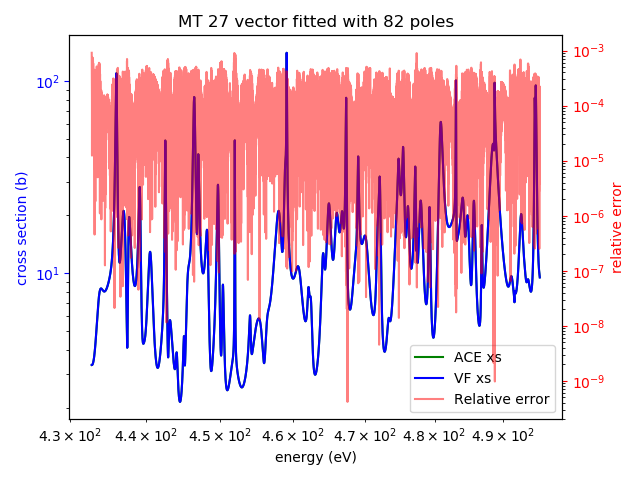 MT 27 vector fitted with 82 poles
cross section (b)
10²
10¹
10⁻³
10⁻⁴
10⁻⁵
10⁻⁶
10⁻⁷
10⁻⁸
10⁻⁹
relative error
ACE xs
VF xs
Relative error
4.3 × 10² 4.4 × 10² 4.5 × 10² 4.6 × 10² 4.7 × 10² 4.8 × 10² 4.9 × 10²
energy (eV)